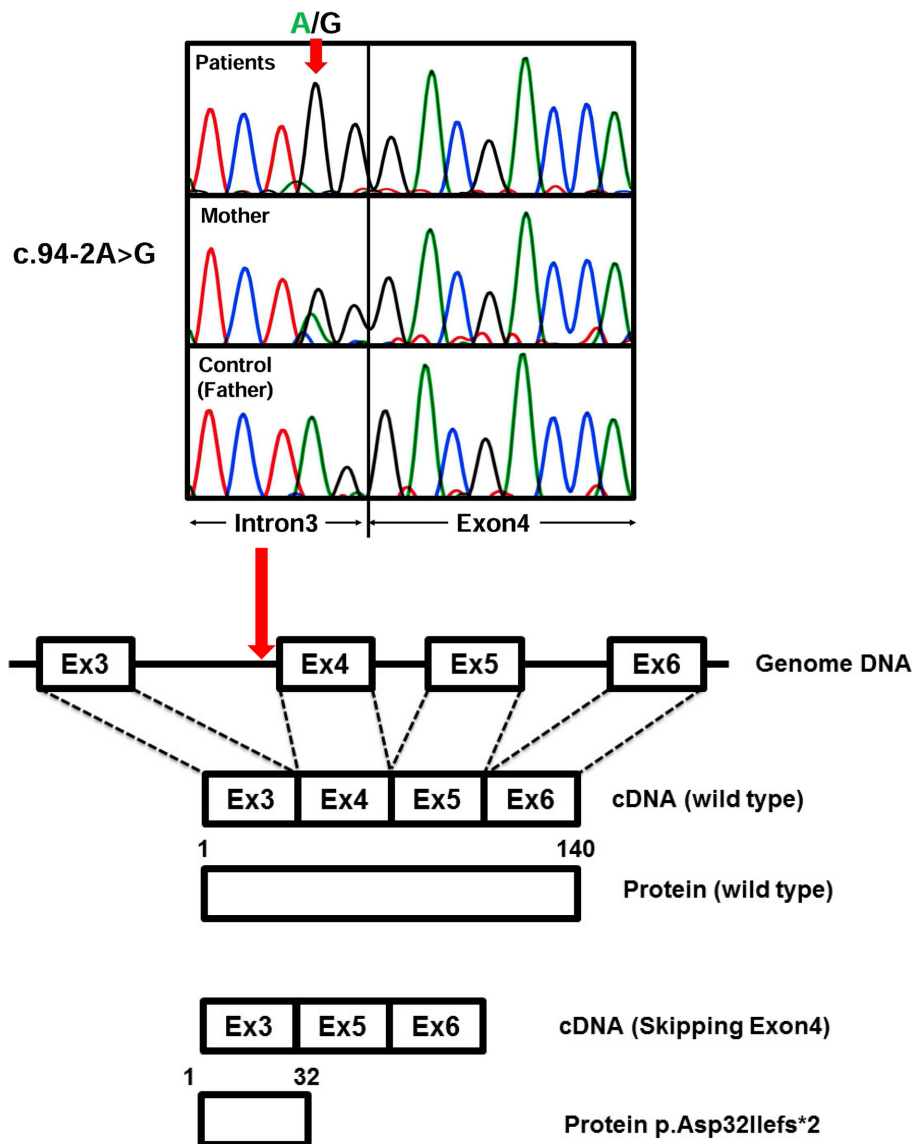 A/G
Patients
Mother
c.94-2A>G
Control
(Father)
Intron3
Exon4
Ex3
Ex4
Ex5
Ex6
Genome DNA
Ex3
Ex4
Ex5
Ex6
cDNA (wild type)
1
140
Protein (wild type)
Ex3
Ex5
Ex6
cDNA (Skipping Exon4)
1
32
Protein p.Asp32Ilefs*2